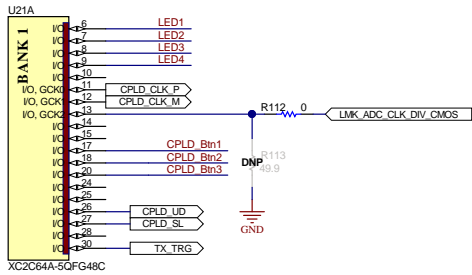 U21A
BANK 1
I/O 6 LED1
I/O 7 LED2
I/O 8 LED3
I/O 9 LED4
I/O 10
I/O, GCK0 11 CPLD_CLK_P
I/O, GCK1 12 CPLD_CLK_M
I/O, GCK2 13 R112 0 LMK_ADC_CLK_DIV_CMOS
I/O 14
I/O 15
I/O 17 CPLD_Btn1
I/O 18 CPLD_Btn2
I/O 20 CPLD_Btn3
I/O 24
I/O 25
I/O 26 CPLD_UD
I/O 27 CPLD_SL
I/O 28
I/O 30 TX_TRG
R113
DNP
49.9
GND
XC2C64A-5QFG48C